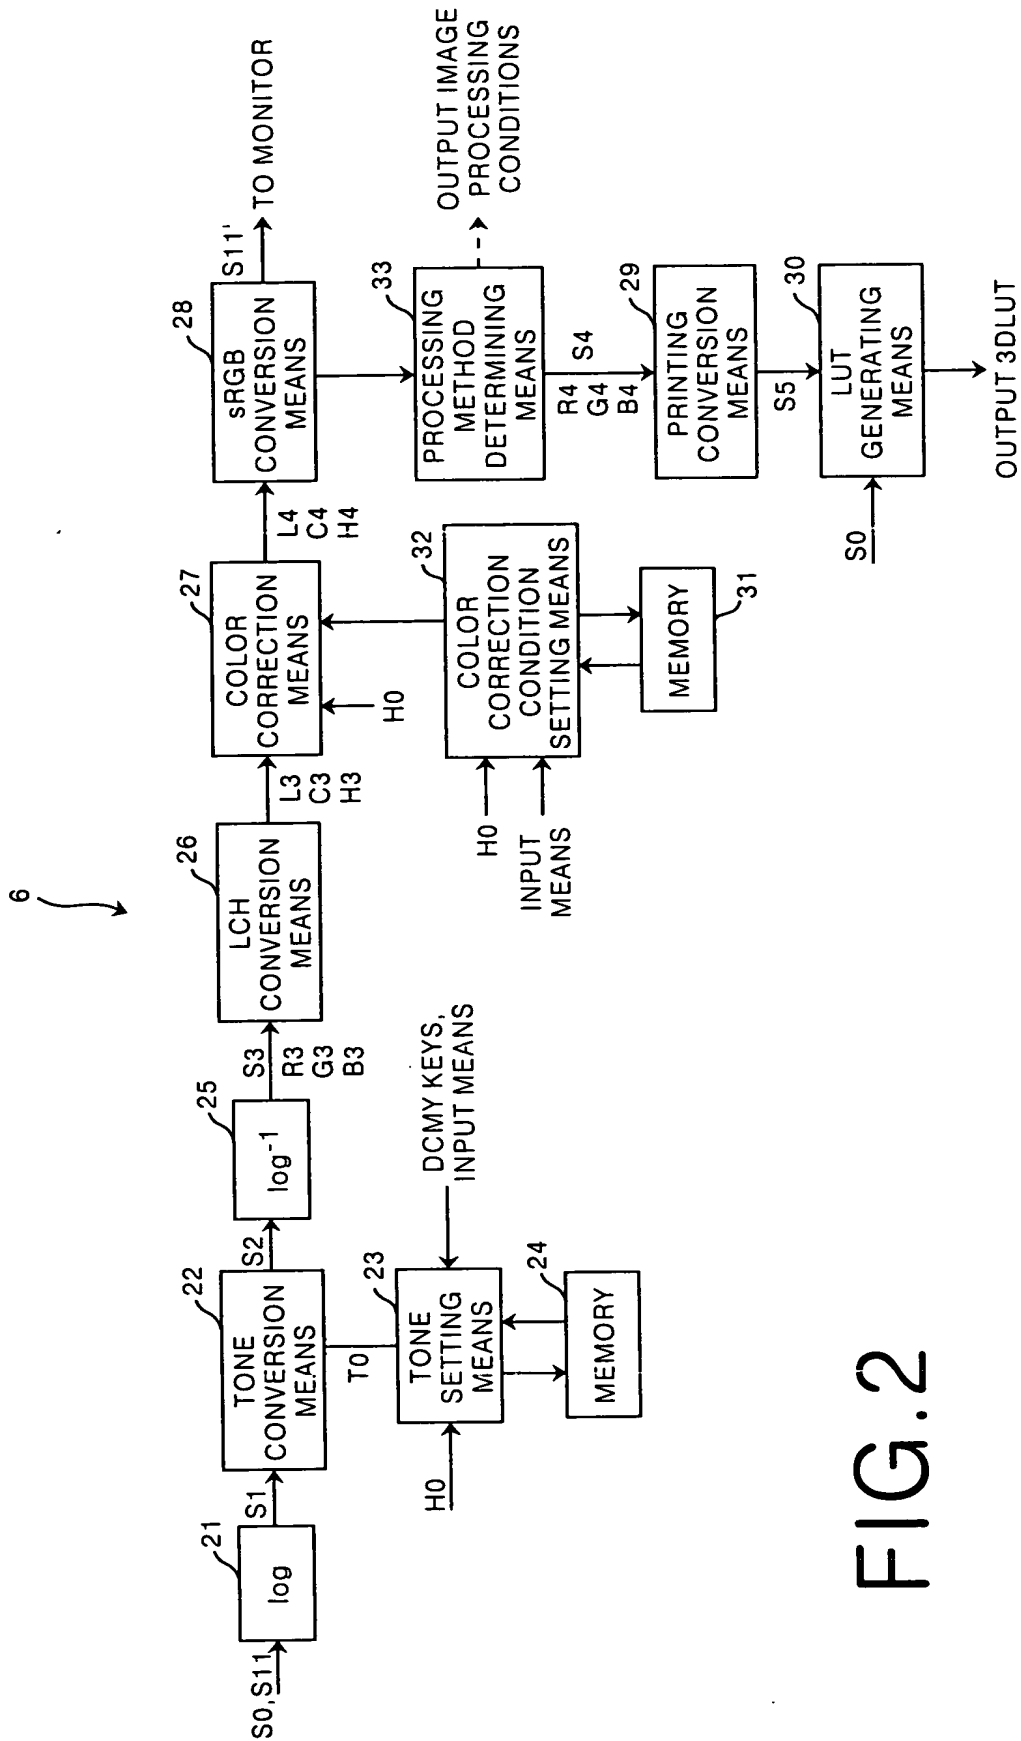 6
S0,S11
21
log
S1
22
TONE
CONVERSION
MEANS
S2
25
log-1
S3
R3
G3
B3
26
LCH
CONVERSION
MEANS
L3
C3
H3
27
COLOR
CORRECTION
MEANS
H0
L4
C4
H4
28
sRGB
CONVERSION
MEANS
S11'
TO MONITOR
T0
23
TONE
SETTING
MEANS
H0
DCMY KEYS,
INPUT MEANS
24
MEMORY
32
COLOR
CORRECTION
CONDITION
SETTING MEANS
H0
INPUT
MEANS
MEMORY
31
33
PROCESSING
METHOD
DETERMINING
MEANS
OUTPUT IMAGE
PROCESSING
CONDITIONS
R4
G4
B4
S4
29
PRINTING
CONVERSION
MEANS
S5
30
LUT
GENERATING
MEANS
S0
OUTPUT 3DLUT
FIG.2